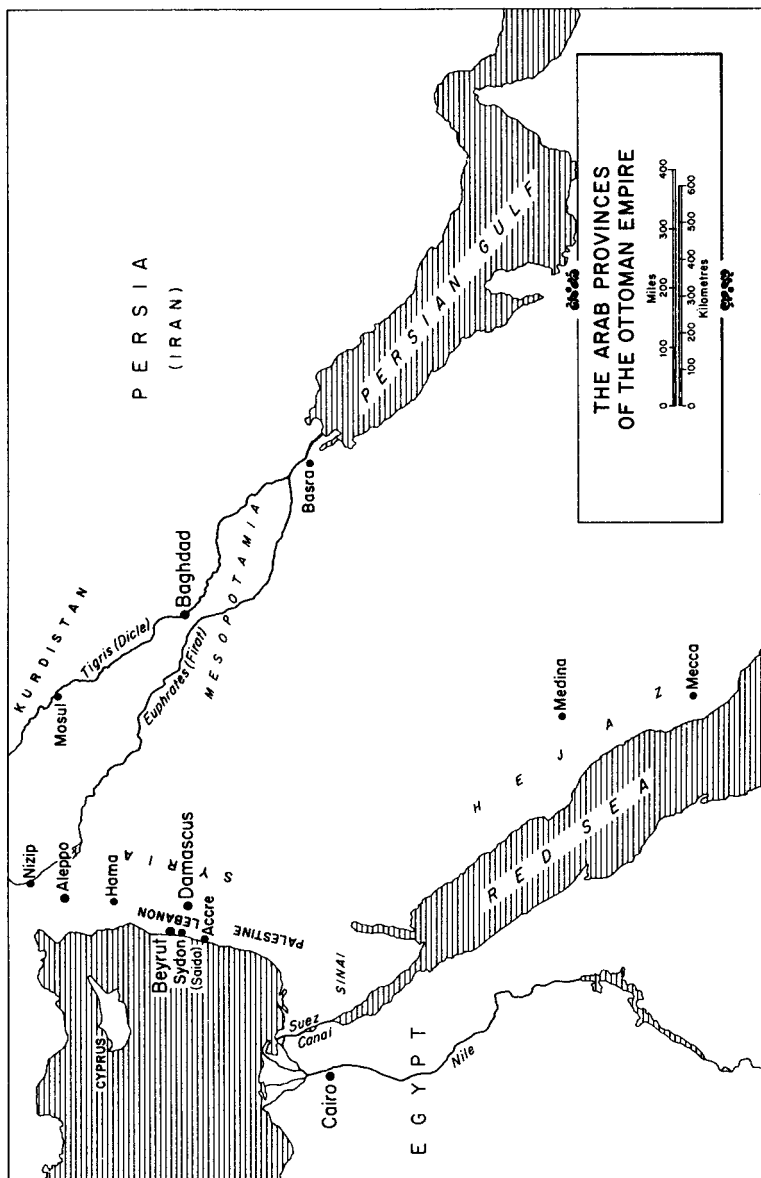 PERSIA
(IRAN)
KURDISTAN
Nizip
Mosul
Tigris (Dicle)
Aleppo
Hama
Euphrates (Firat)
Baghdad
MESOPOTAMIA
CYPRUS
SYRIA
LEBANON
Beyrut
Sydon
(Saida)
Damascus
Accre
PALESTINE
Basra
PERSIAN GULF
Suez
Canal
SINAI
Cairo
EGYPT
Nile
HEJAZ
Medina
Mecca
RED SEA
THE ARAB PROVINCES
OF THE OTTOMAN EMPIRE
Miles
0 100 200 300 400
0 100 200 300 400 500 600
Kilometres